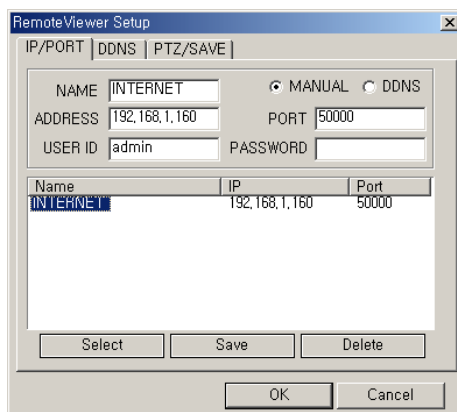 RemoteViewer Setup
IP/PORT DDNS PTZ/SAVE
NAME INTERNET MANUAL DDNS
ADDRESS 192,168,1,160 PORT 50000
USER ID admin PASSWORD
Name IP Port
INTERNET 192,168,1,160 50000
Select Save Delete
OK Cancel